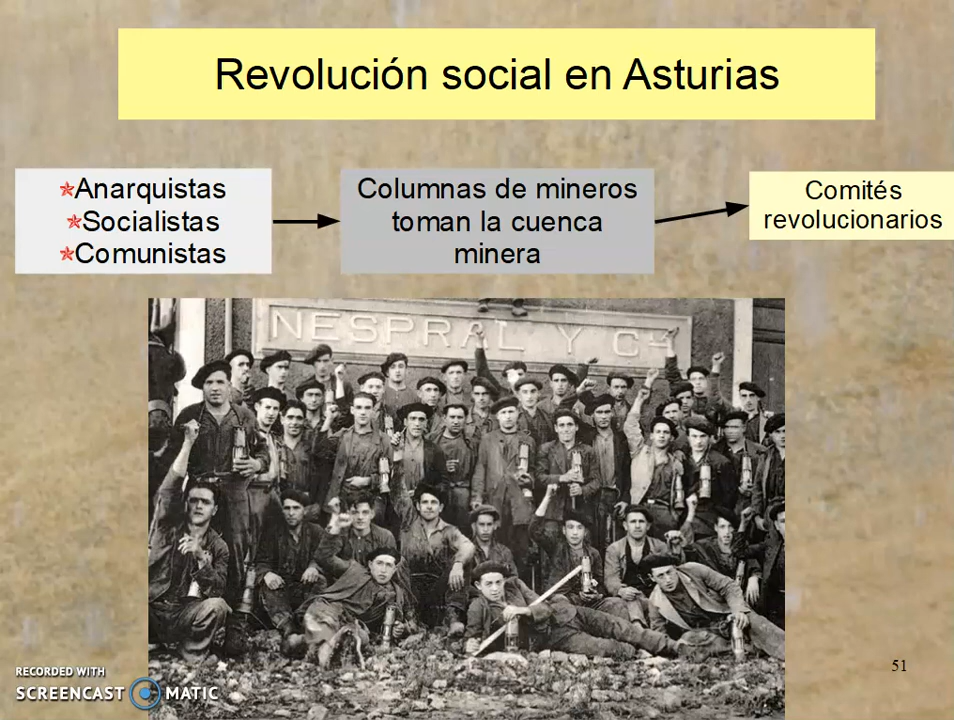 Revolución social en Asturias
Anarquistas
Socialistas
Comunistas
Columnas de mineros
toman la cuenca
minera
Comités
revolucionarios
NESPRAL Y Cía
51
RECORDED WITH
SCREENCAST MATIC